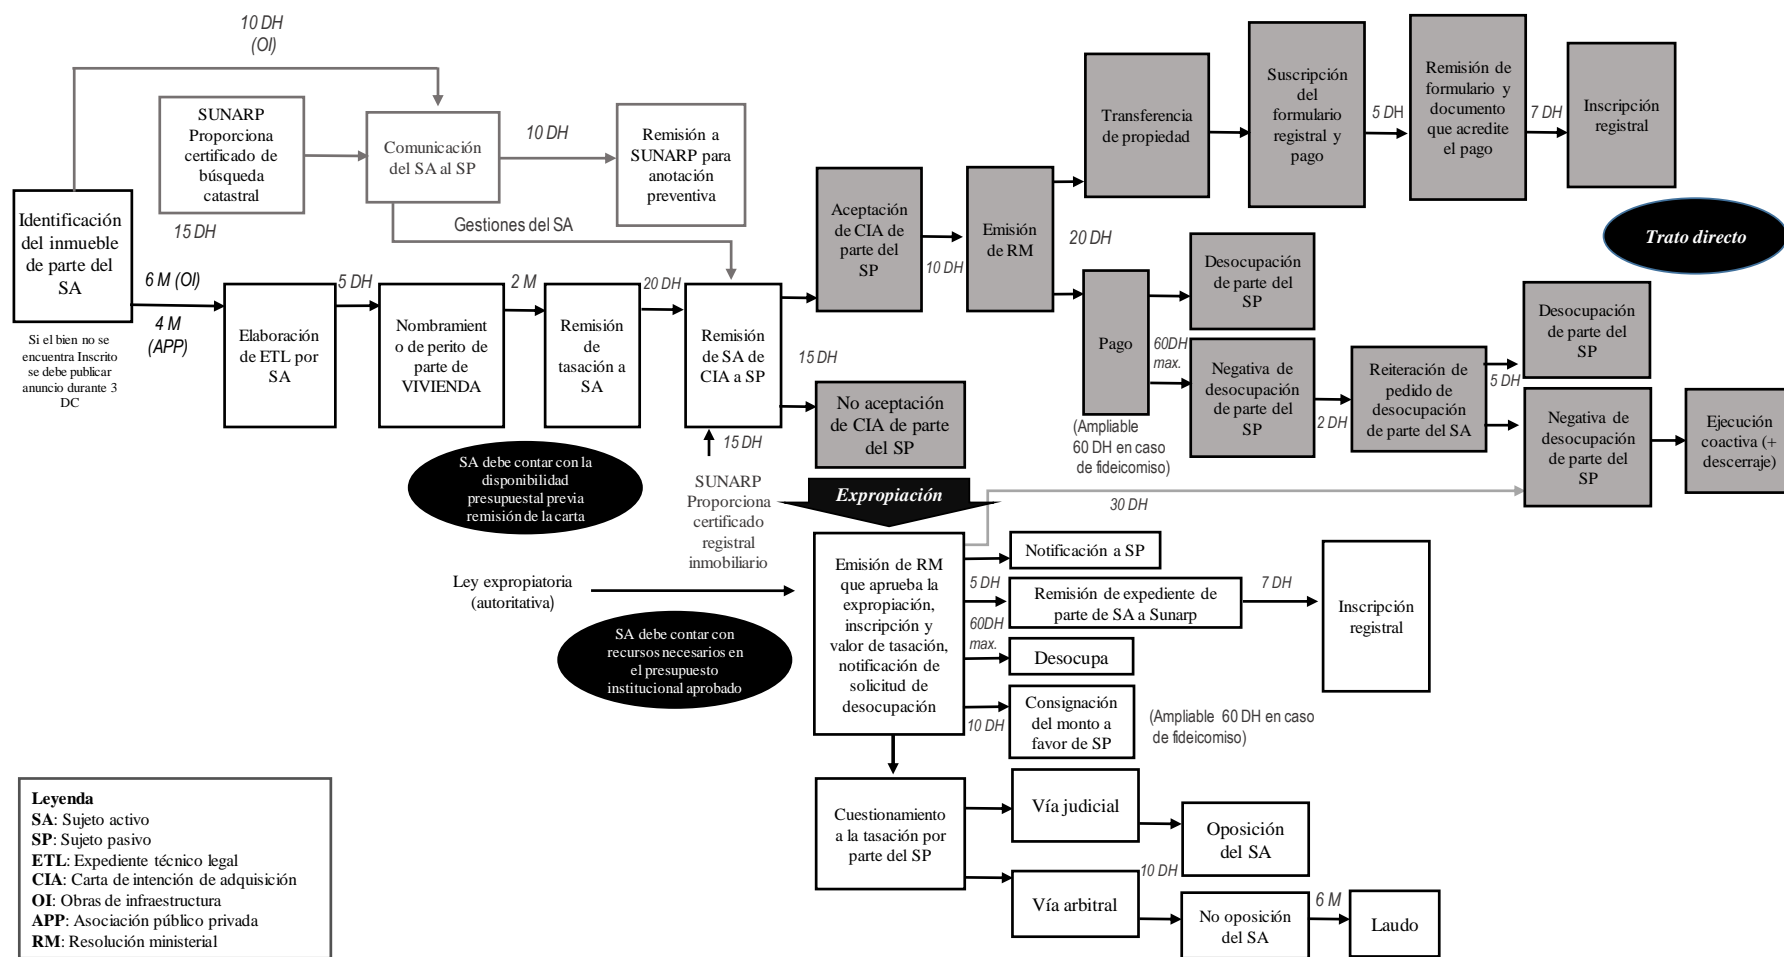 10 DH
(OI)
SUNARP
Proporciona
certificado de
búsqueda
catastral
15 DH
Comunicación
del SA al SP
10 DH
Remisión a
SUNARP para
anotación
preventiva
Gestiones del SA
Identificación
del inmueble
de parte del
SA
Si el bien no se
encuentra Inscrito
se debe publicar
anuncio durante 3
DC
6 M (OI)
4 M
(APP)
Elaboración
de ETL por
SA
5 DH
Nombramient
o de perito de
parte de
VIVIENDA
2 M
Remisión
de
tasación a
SA
20 DH
Remisión
de SA de
CIA a SP
15 DH
15 DH
SUNARP
Proporciona
certificado
registral
inmobiliario
SA debe contar con la
disponibilidad
presupuestal previa
remisión de la carta
Aceptación
de CIA de
parte del
SP
10 DH
Emisión
de RM
20 DH
Transferencia
de propiedad
Suscripción
del
formulario
registral y
pago
5 DH
Remisión de
formulario y
documento
que acredite
el pago
7 DH
Inscripción
registral
Trato directo
Pago
60DH
max.
(Ampliable
60 DH en caso
de fideicomiso)
Desocupación
de parte del
SP
Negativa de
desocupación
de parte del
SP
2 DH
Reiteración de
pedido de
desocupación
de parte del SA
5 DH
Desocupación
de parte del
SP
Negativa de
desocupación
de parte del
SP
Ejecución
coactiva (+
descerraje)
No aceptación
de CIA de parte
del SP
Expropiación
30 DH
Ley expropiatoria
(autoritativa)
SA debe contar con
recursos necesarios en
el presupuesto
institucional aprobado
Emisión de RM
que aprueba la
expropiación,
inscripción y
valor de tasación,
notificación de
solicitud de
desocupación
Notificación a SP
5 DH
Remisión de expediente de
parte de SA a Sunarp
7 DH
Inscripción
registral
60DH
max.
Desocupa
10 DH
Consignación
del monto a
favor de SP
(Ampliable 60 DH en caso
de fideicomiso)
Cuestionamiento
a la tasación por
parte del SP
Vía judicial
Oposición
del SA
Vía arbitral
10 DH
No oposición
del SA
6 M
Laudo
Leyenda
SA: Sujeto activo
SP: Sujeto pasivo
ETL: Expediente técnico legal
CIA: Carta de intención de adquisición
OI: Obras de infraestructura
APP: Asociación público privada
RM: Resolución ministerial